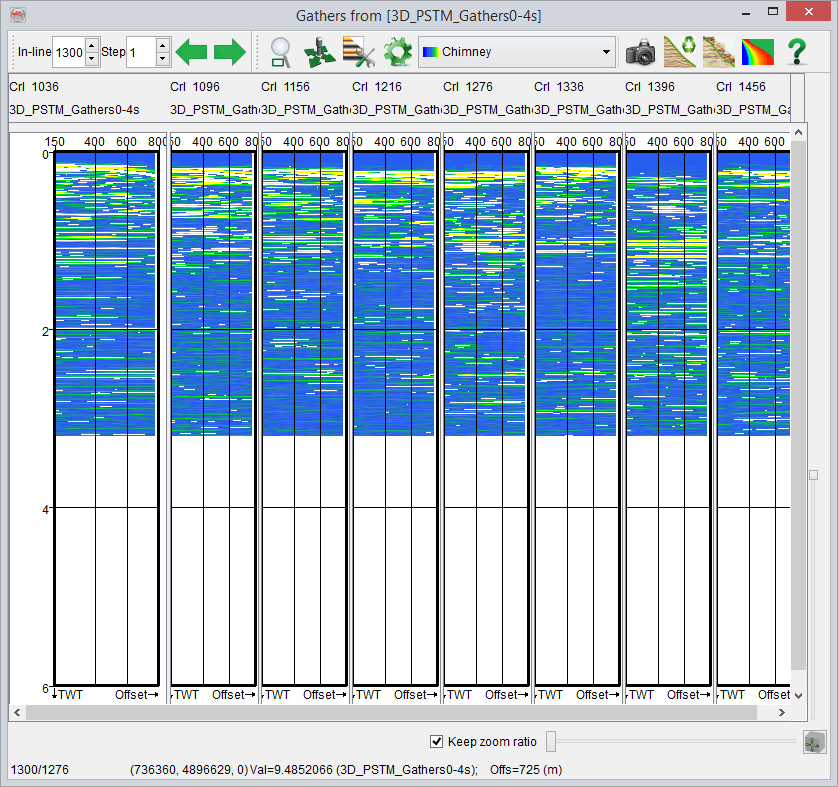 Gathers from [3D_PSTM_Gathers0-4s]
In-line 1300 Step 1 Chimney
Crl 1036 Crl 1096 Crl 1156 Crl 1216 Crl 1276 Crl 1336 Crl 1396 Crl 1456
3D_PSTM_Gathers0-4s 3D_PSTM_Gath 3D_PSTM_Gath 3D_PSTM_Gath 3D_PSTM_Gath 3D_PSTM_Gath 3D_PSTM_Gath 3D_PSTM_Ga
150 400 600 800 50 400 600 80 50 400 600 80 50 400 600 80 50 400 600 80 50 400 600 80 50 400 600 80 50 400 600
0
2
4
6
TWT Offset TWT Offset TWT Offset TWT Offset TWT Offset TWT Offset TWT Offset TWT Offset
Keep zoom ratio
1300/1276 (736360, 4896629, 0) Val=9.4852066 (3D_PSTM_Gathers0-4s); Offs=725 (m)